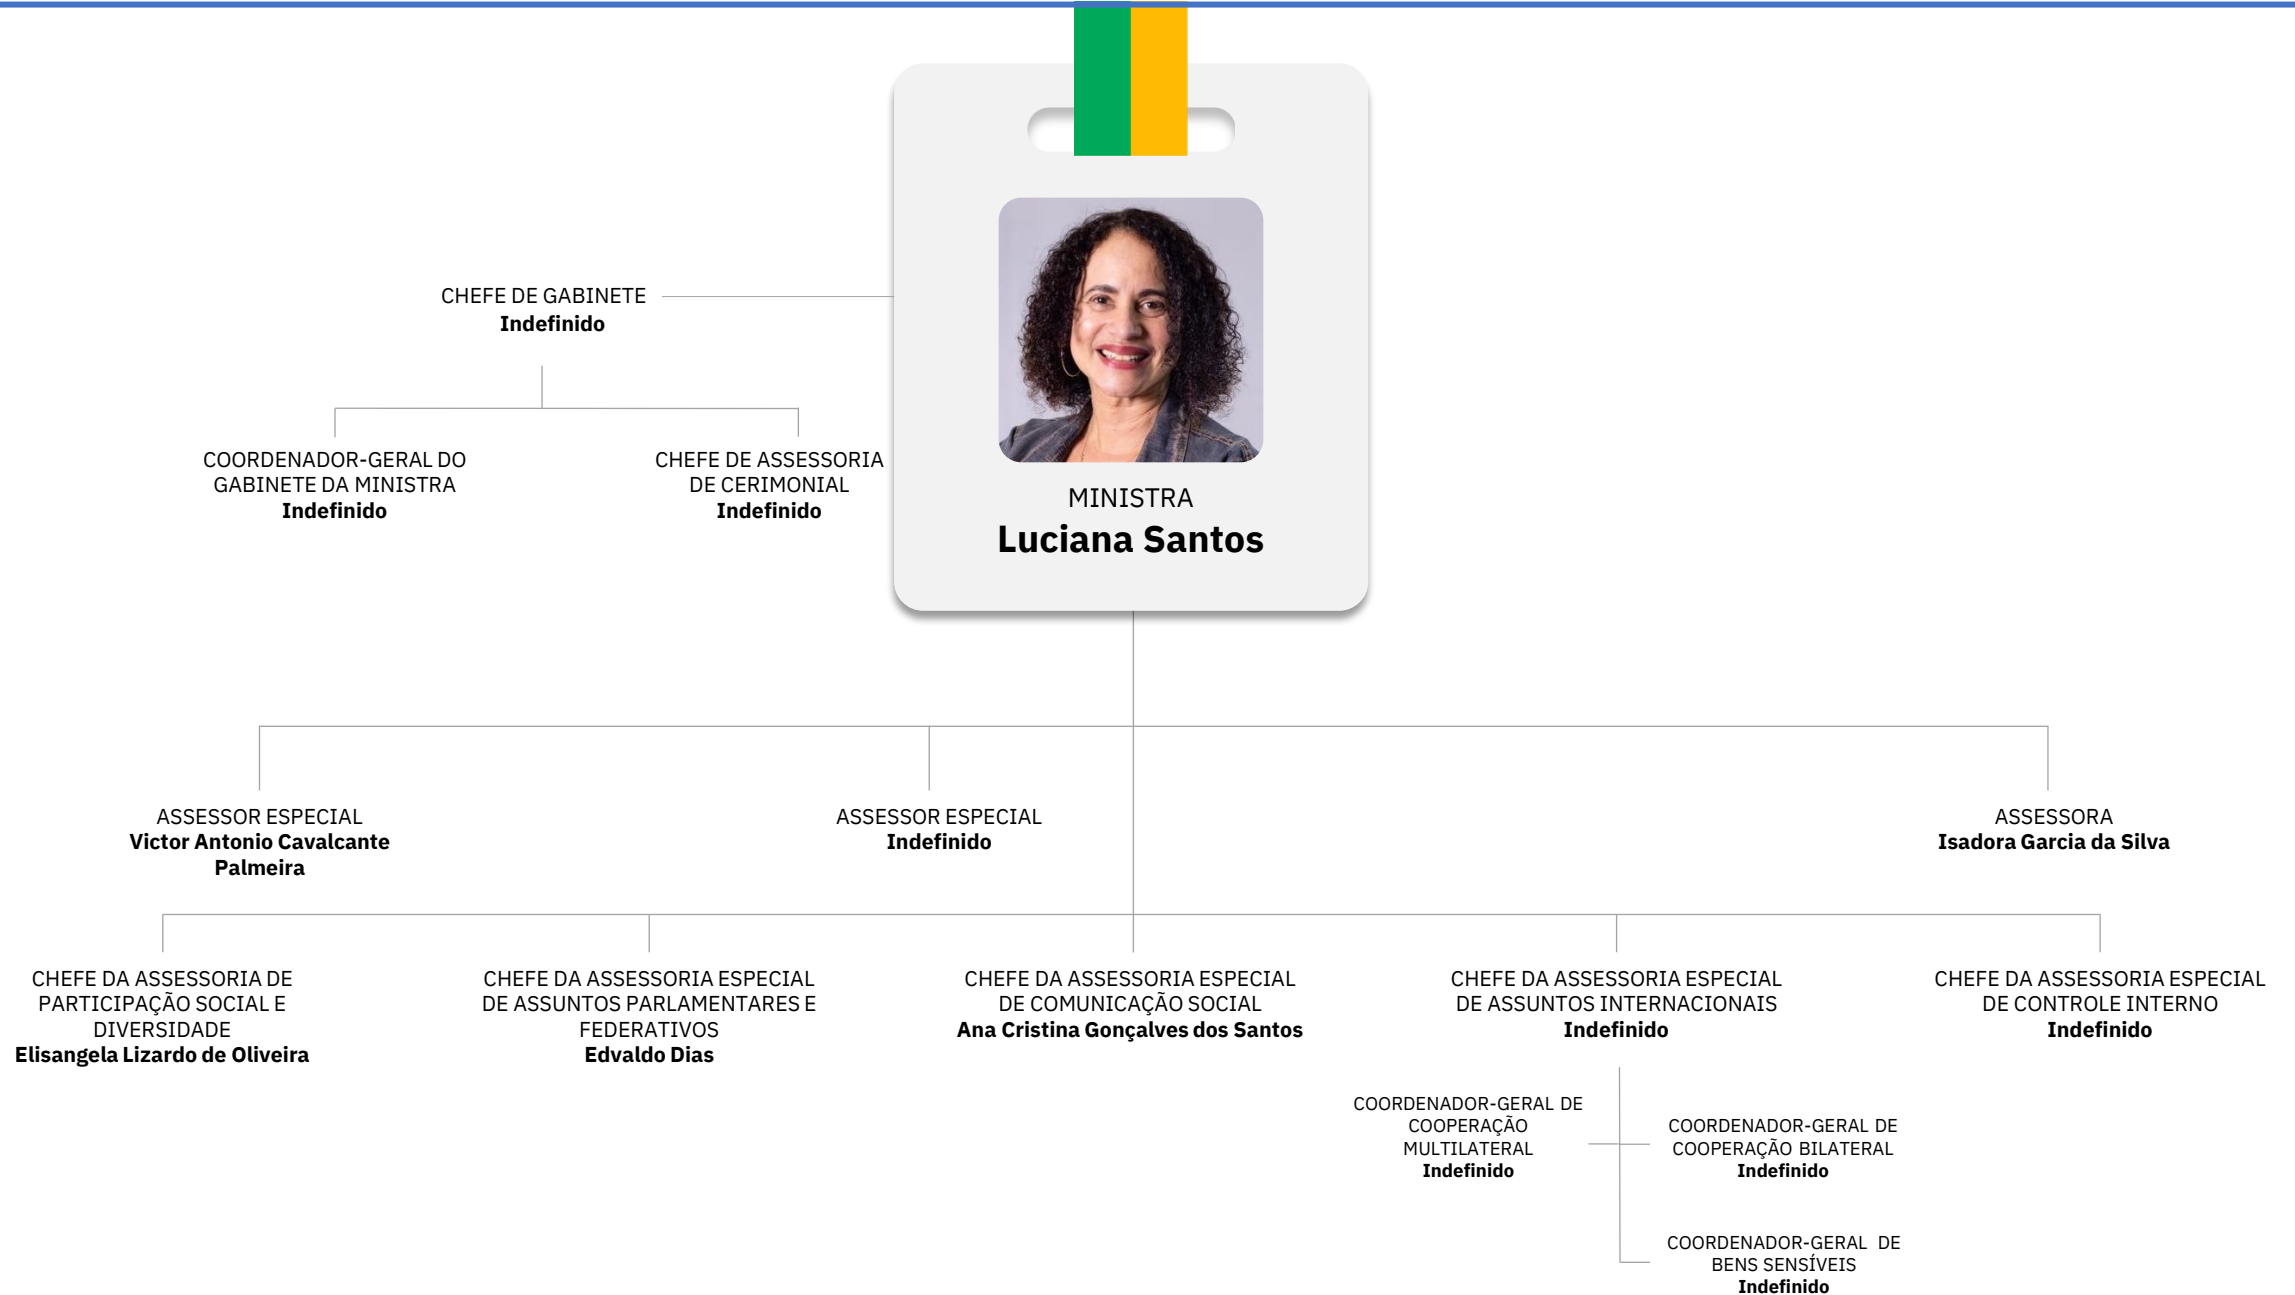 CHEFE DE GABINETE
Indefinido
COORDENADOR-GERAL DO
GABINETE DA MINISTRA
Indefinido
CHEFE DE ASSESSORIA
DE CERIMONIAL
Indefinido
MINISTRA
Luciana Santos
ASSESSOR ESPECIAL
Victor Antonio Cavalcante
Palmeira
ASSESSOR ESPECIAL
Indefinido
ASSESSORA
Isadora Garcia da Silva
CHEFE DA ASSESSORIA DE
PARTICIPAÇÃO SOCIAL E
DIVERSIDADE
Elisangela Lizardo de Oliveira
CHEFE DA ASSESSORIA ESPECIAL
DE ASSUNTOS PARLAMENTARES E
FEDERATIVOS
Edvaldo Dias
CHEFE DA ASSESSORIA ESPECIAL
DE COMUNICAÇÃO SOCIAL
Ana Cristina Gonçalves dos Santos
CHEFE DA ASSESSORIA ESPECIAL
DE ASSUNTOS INTERNACIONAIS
Indefinido
CHEFE DA ASSESSORIA ESPECIAL
DE CONTROLE INTERNO
Indefinido
COORDENADOR-GERAL DE
COOPERAÇÃO
MULTILATERAL
Indefinido
COORDENADOR-GERAL DE
COOPERAÇÃO BILATERAL
Indefinido
COORDENADOR-GERAL DE
BENS SENSÍVEIS
Indefinido